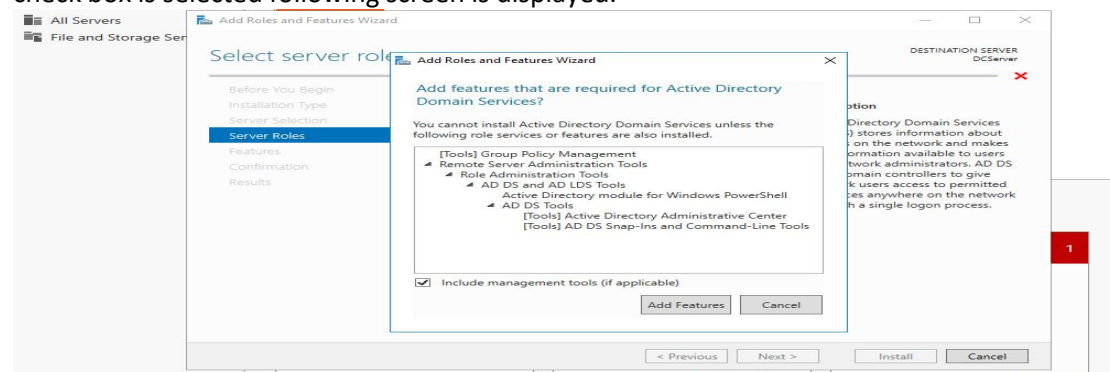 check box is selected following screen is displayed.
All Servers
File and Storage Ser
Add Roles and Features Wizard
Select server role
DESTINATION SERVER
DCServer
Before You Begin
Installation Type
Server Selection
Server Roles
Features
Confirmation
Results
Add Roles and Features Wizard
Add features that are required for Active Directory
Domain Services?
You cannot install Active Directory Domain Services unless the
following role services or features are also installed.
[Tools] Group Policy Management
Remote Server Administration Tools
Role Administration Tools
AD DS and AD LDS Tools
Active Directory module for Windows PowerShell
AD DS Tools
[Tools] Active Directory Administrative Center
[Tools] AD DS Snap-Ins and Command-Line Tools
Include management tools (if applicable)
Add Features
Cancel
ption
Directory Domain Services
) stores information about
on the network and makes
ormation available to users
twork administrators. AD DS
omain controllers to give
k users access to permitted
ces anywhere on the network
h a single logon process.
1
< Previous
Next >
Install
Cancel